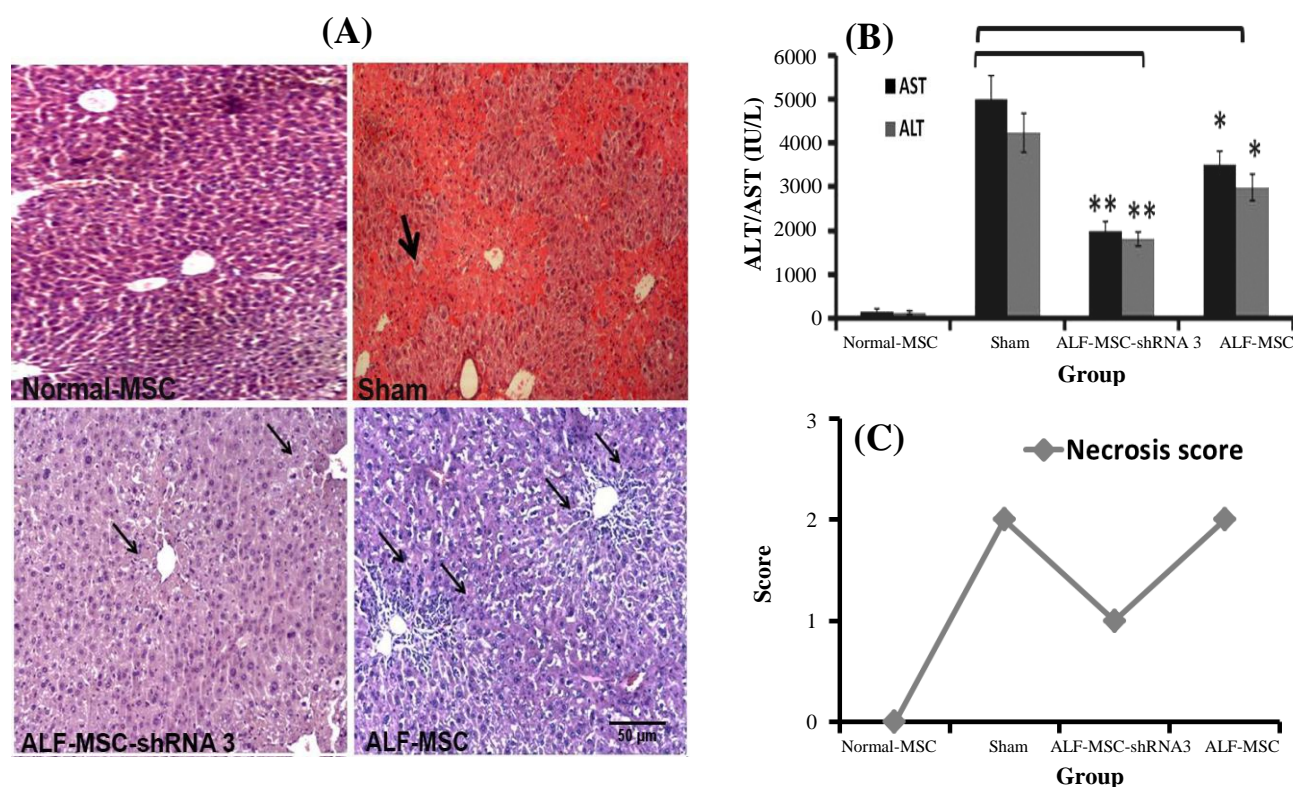 (A)
Normal-MSC
Sham
ALF-MSC-shRNA 3
ALF-MSC
50 µm
(B)
ALT/AST (IU/L)
6000
5000
4000
3000
2000
1000
0
AST
ALT
**
**
*
*
Normal-MSC
Sham
ALF-MSC-shRNA 3
ALF-MSC
Group
(C)
Necrosis score
Score
3
2
1
0
Normal-MSC
Sham
ALF-MSC-shRNA3
ALF-MSC
Group